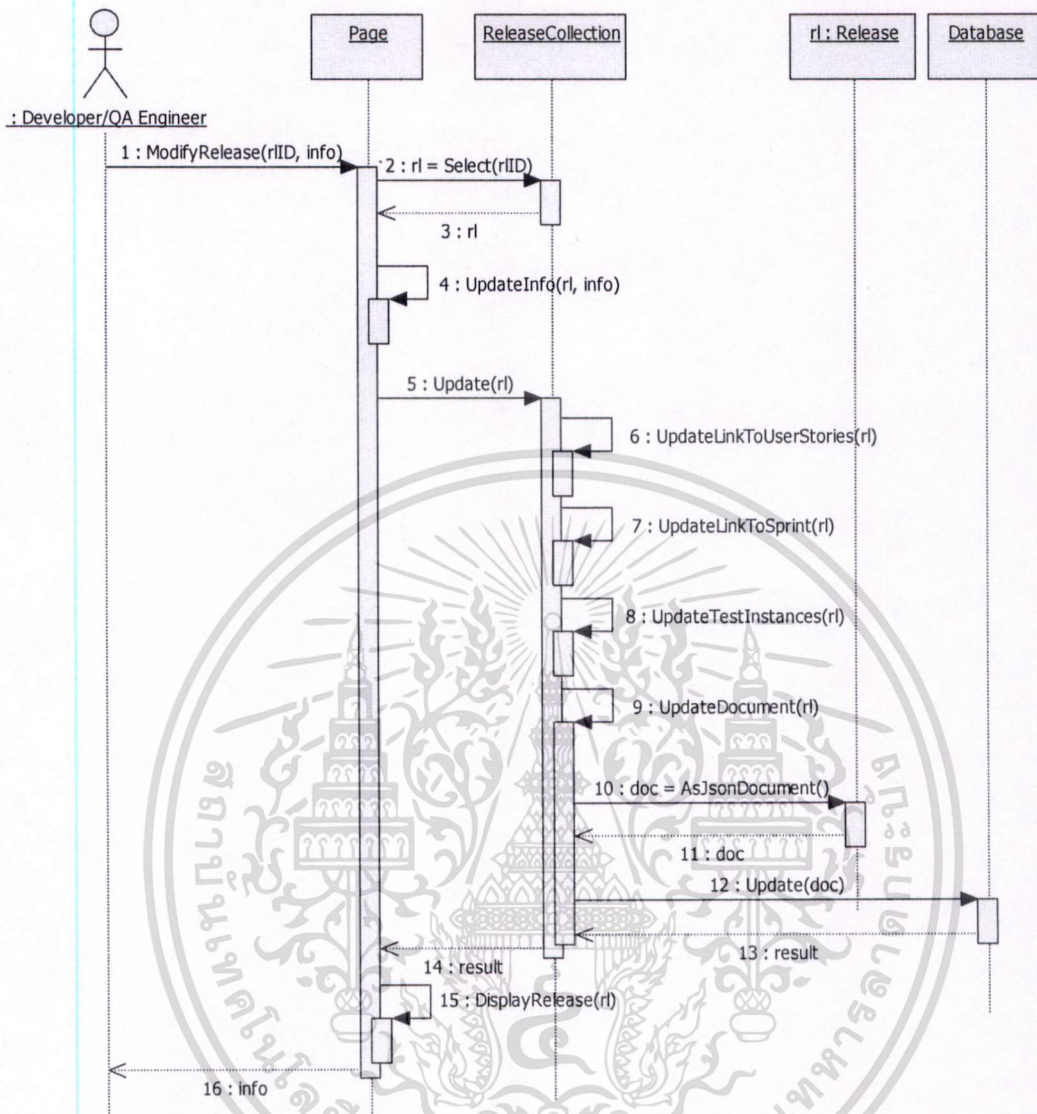 Page
ReleaseCollection
rl : Release
Database
: Developer/QA Engineer
1 : ModifyRelease(rlID, info)
2 : rl = Select(rlID)
3 : rl
4 : UpdateInfo(rl, info)
5 : Update(rl)
6 : UpdateLinkToUserStories(rl)
7 : UpdateLinkToSprint(rl)
8 : UpdateTestInstances(rl)
9 : UpdateDocument(rl)
10 : doc = AsJsonDocument()
11 : doc
12 : Update(doc)
13 : result
14 : result
15 : DisplayRelease(rl)
16 : info